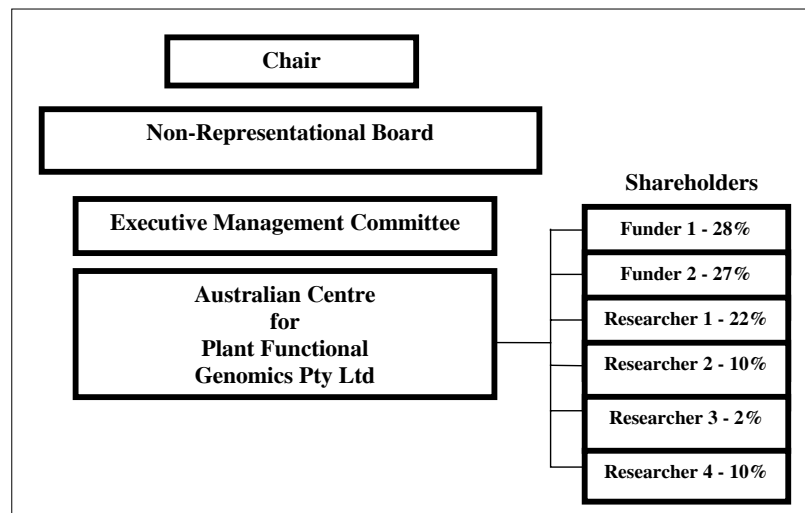 Chair
Non-Representational Board
Executive Management Committee
Australian Centre
for
Plant Functional
Genomics Pty Ltd
Shareholders
Funder 1 - 28%
Funder 2 - 27%
Researcher 1 - 22%
Researcher 2 - 10%
Researcher 3 - 2%
Researcher 4 - 10%